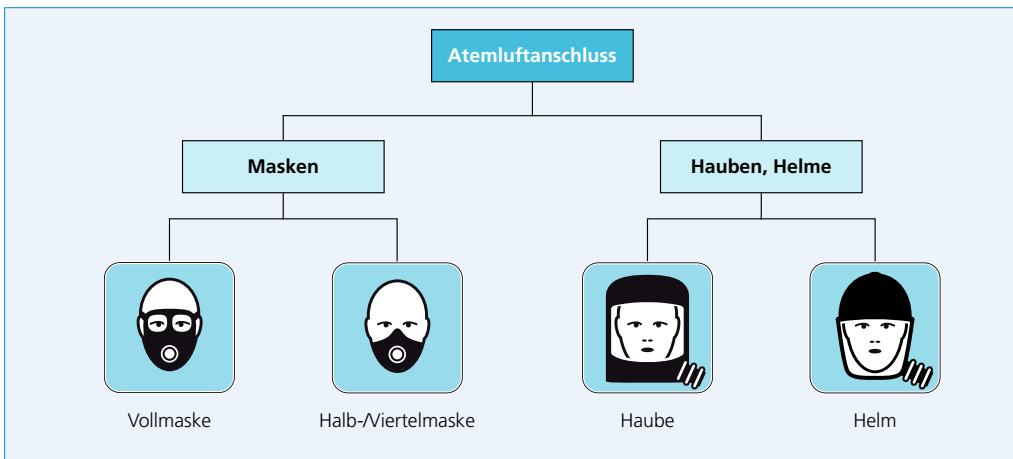 Atemluftanschluss
Masken
Hauben, Helme
Vollmaske
Halb-/Viertelmaske
Haube
Helm